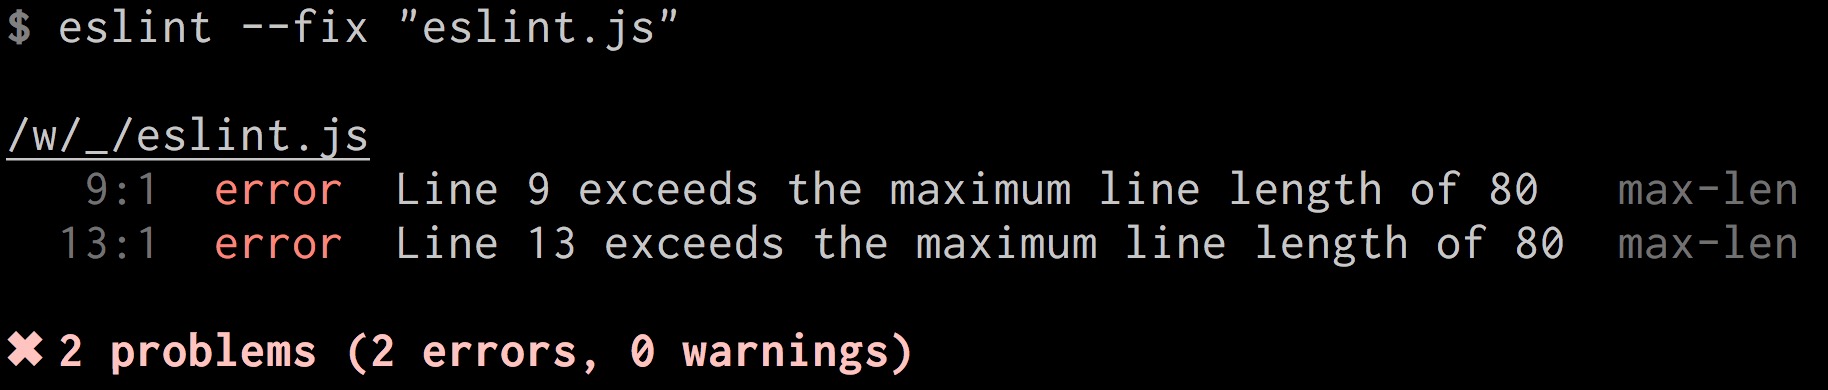 $ eslint --fix "eslint.js"
/w/_/eslint.js
9:1 error Line 9 exceeds the maximum line length of 80 max-len
13:1 error Line 13 exceeds the maximum line length of 80 max-len
✖ 2 problems (2 errors, 0 warnings)